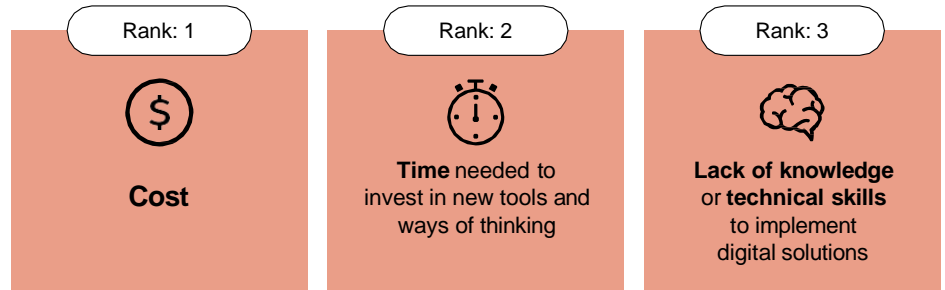 Rank: 1
$
Cost
Rank: 2
Time needed to
invest in new tools and
ways of thinking
Rank: 3
Lack of knowledge
or technical skills
to implement
digital solutions